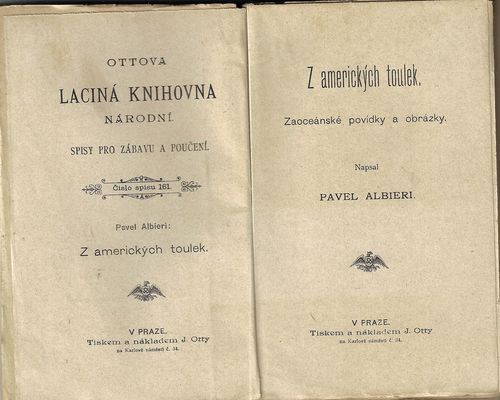 OTTOVA
LACINÁ KNIHOVNA
NÁRODNÍ.
SPISY PRO ZÁBAVU A POUČENÍ.
Číslo spisu 161.
Pavel Albieri:
Z amerických toulek.
V PRAZE.
Tiskem a nákladem J. Otty
na Karlově náměstí č. 34.
Z amerických toulek.
Zaoceánské povídky a obrázky.
Napsal
PAVEL ALBIERI.
V PRAZE.
Tiskem a nákladem J. Otty
na Karlově náměstí č. 34.